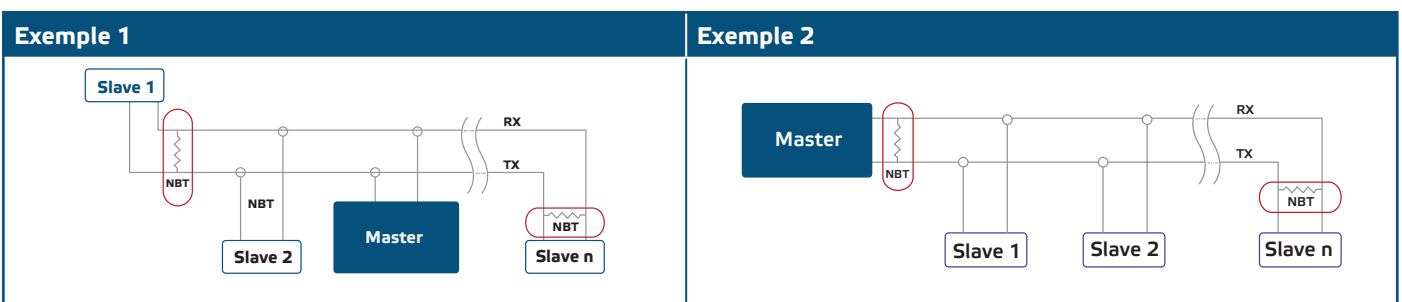 Exemple 1
Slave 1
RX
TX
NBT
NBT
NBT
Master
Slave 2
Slave n
Exemple 2
RX
Master
TX
NBT
NBT
Slave 1
Slave 2
Slave n